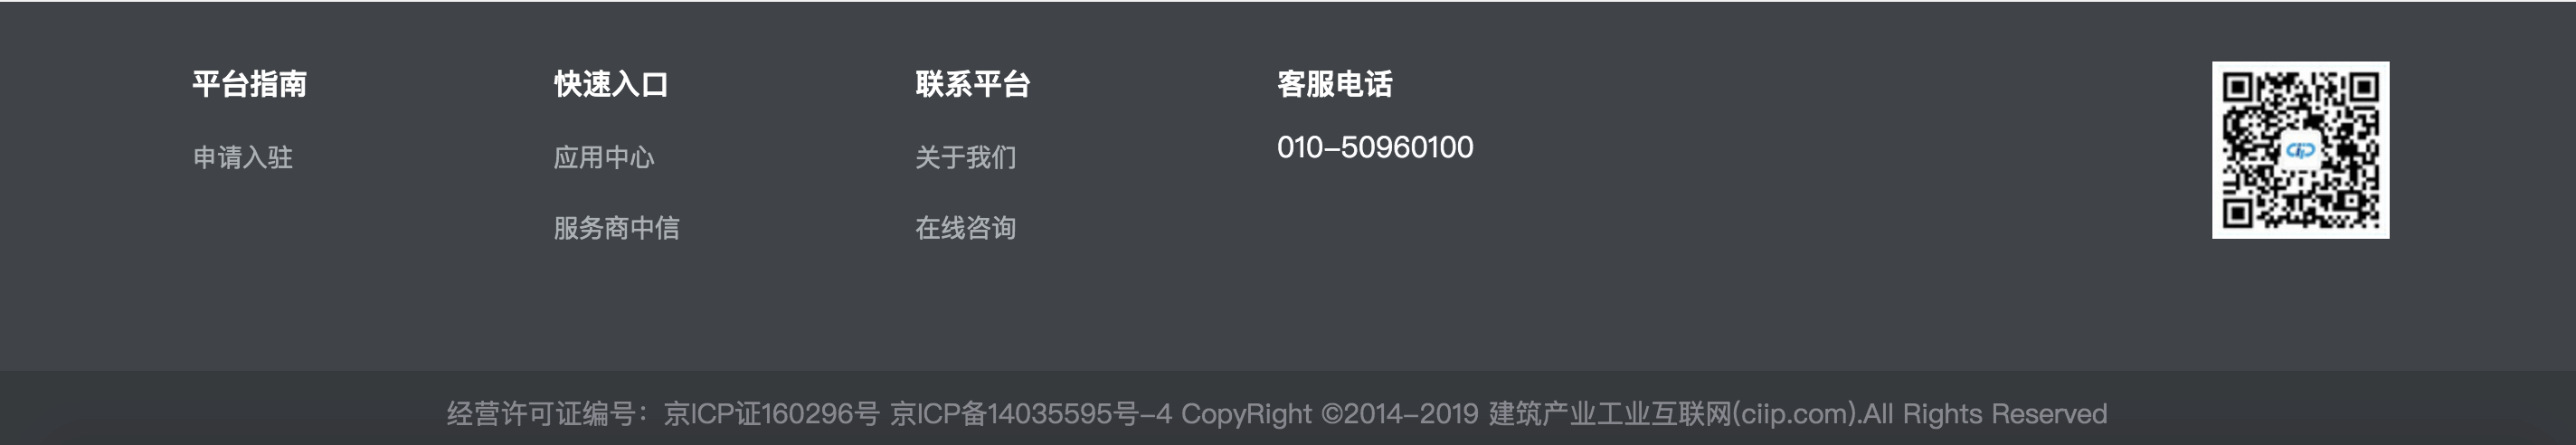 平台指南
申请入驻
快速入口
应用中心
服务商中信
联系平台
关于我们
在线咨询
客服电话
010-50960100
ciip
经营许可证编号：京ICP证160296号 京ICP备14035595号-4 CopyRight ©2014-2019 建筑产业工业互联网(ciip.com).All Rights Reserved